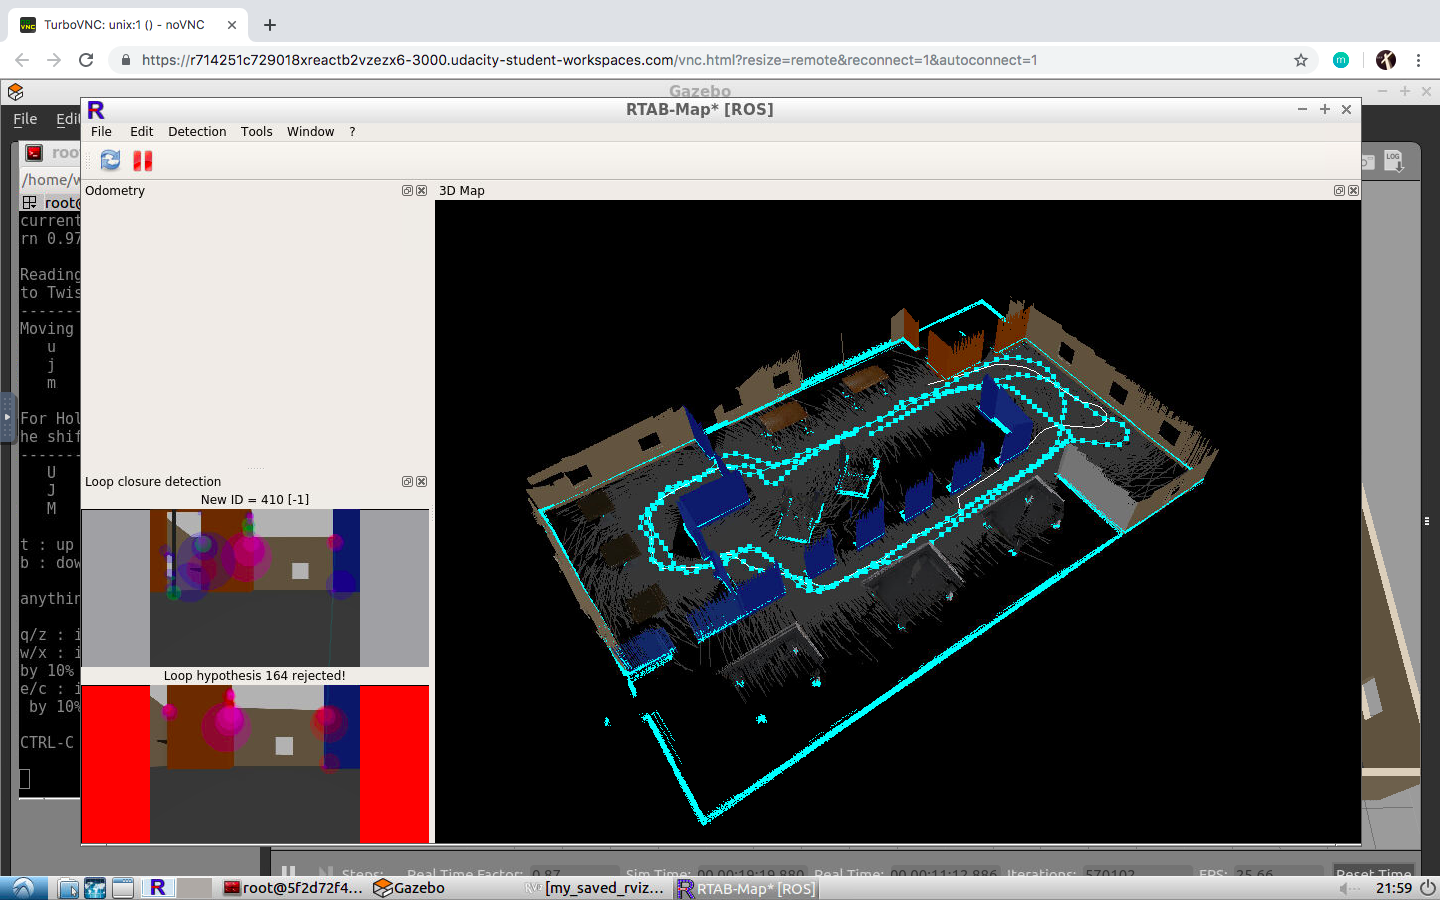 TurboVNC: unix:1 () - noVNC
https://r714251c729018xreactb2vzezx6-3000.udacity-student-workspaces.com/vnc.html?resize=remote&reconnect=1&autoconnect=1
m
Gazebo
RTAB-Map* [ROS]
File Edit Detection Tools Window ?
File
LOG
/home/w
Odometry
3D Map
root@
current
rn 0.97
Reading
to Twis
Moving
u
j
m
For Hol
he shif
U
J
M
t : up
b : dow
anythin
q/z : i
w/x : i
by 10%
e/c : i
by 10%
CTRL-C
Loop closure detection
New ID = 410 [-1]
Loop hypothesis 164 rejected!
Steps: Real Time Factor: 0.87 Sim Time: 00 00:19:19.880 Real Time: 00 00:11:12.886 Iterations: 570102 FPS: 25.66 Reset Time
root@5f2d72f4... Gazebo [my_saved_rviz... RTAB-Map* [ROS] 21:59